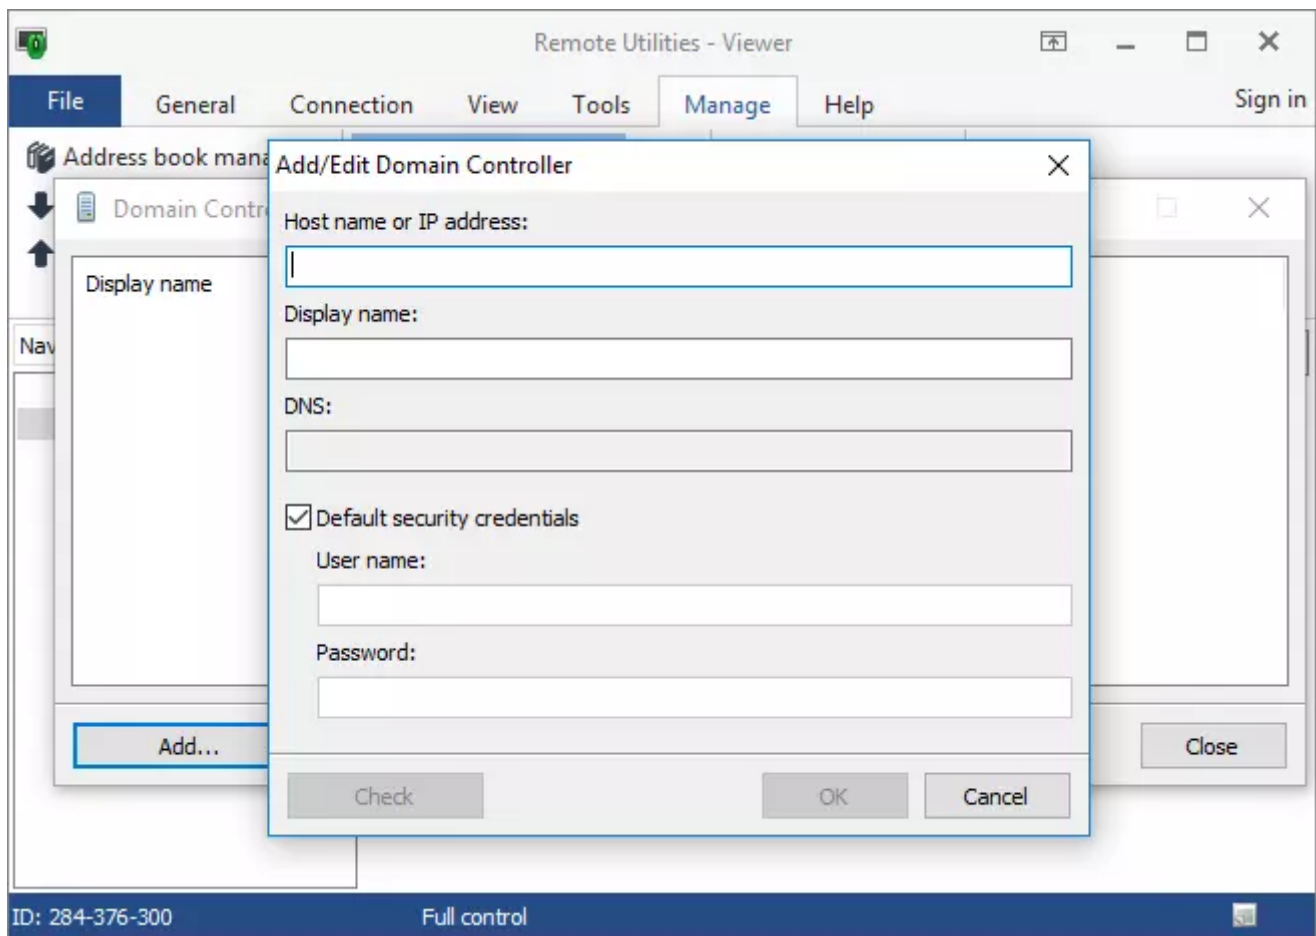 Remote Utilities - Viewer
File General Connection View Tools Manage Help Sign in
Address book mana
Add/Edit Domain Controller
Domain Contr
Host name or IP address:
Display name
Display name:
Nav
DNS:
Default security credentials
User name:
Password:
Add...
Close
Check OK Cancel
ID: 284-376-300 Full control